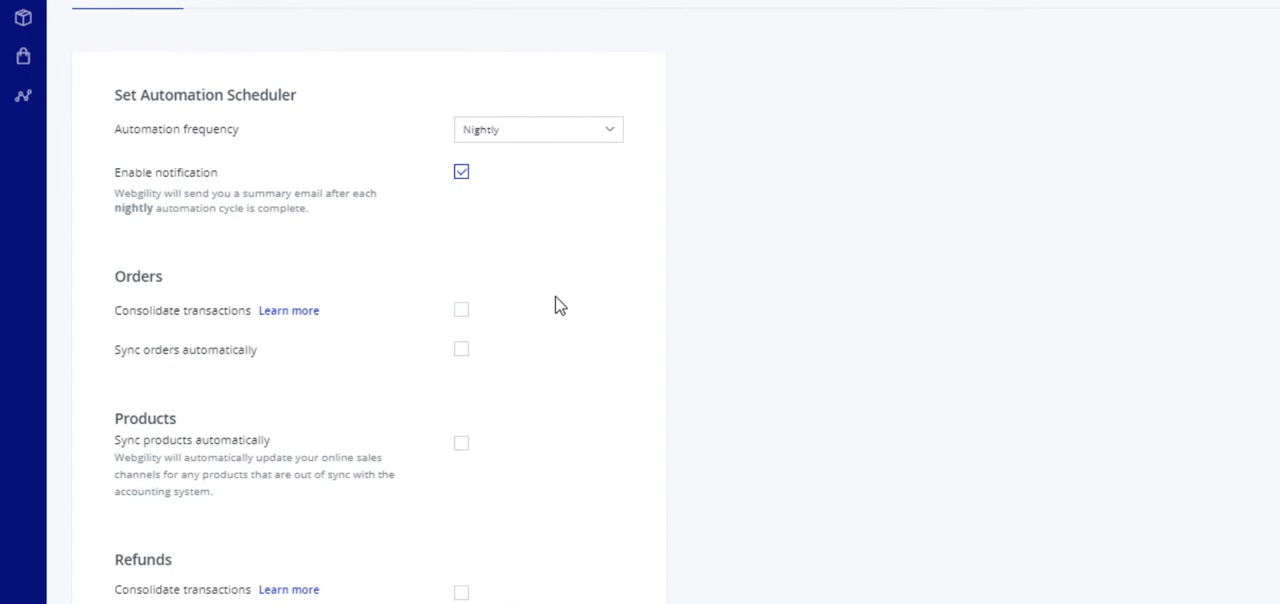 Set Automation Scheduler
Automation frequency
Nightly
Enable notification
Webgility will send you a summary email after each
nightly automation cycle is complete.
Orders
Consolidate transactions Learn more
Sync orders automatically
Products
Sync products automatically
Webgility will automatically update your online sales
channels for any products that are out of sync with the
accounting system.
Refunds
Consolidate transactions Learn more